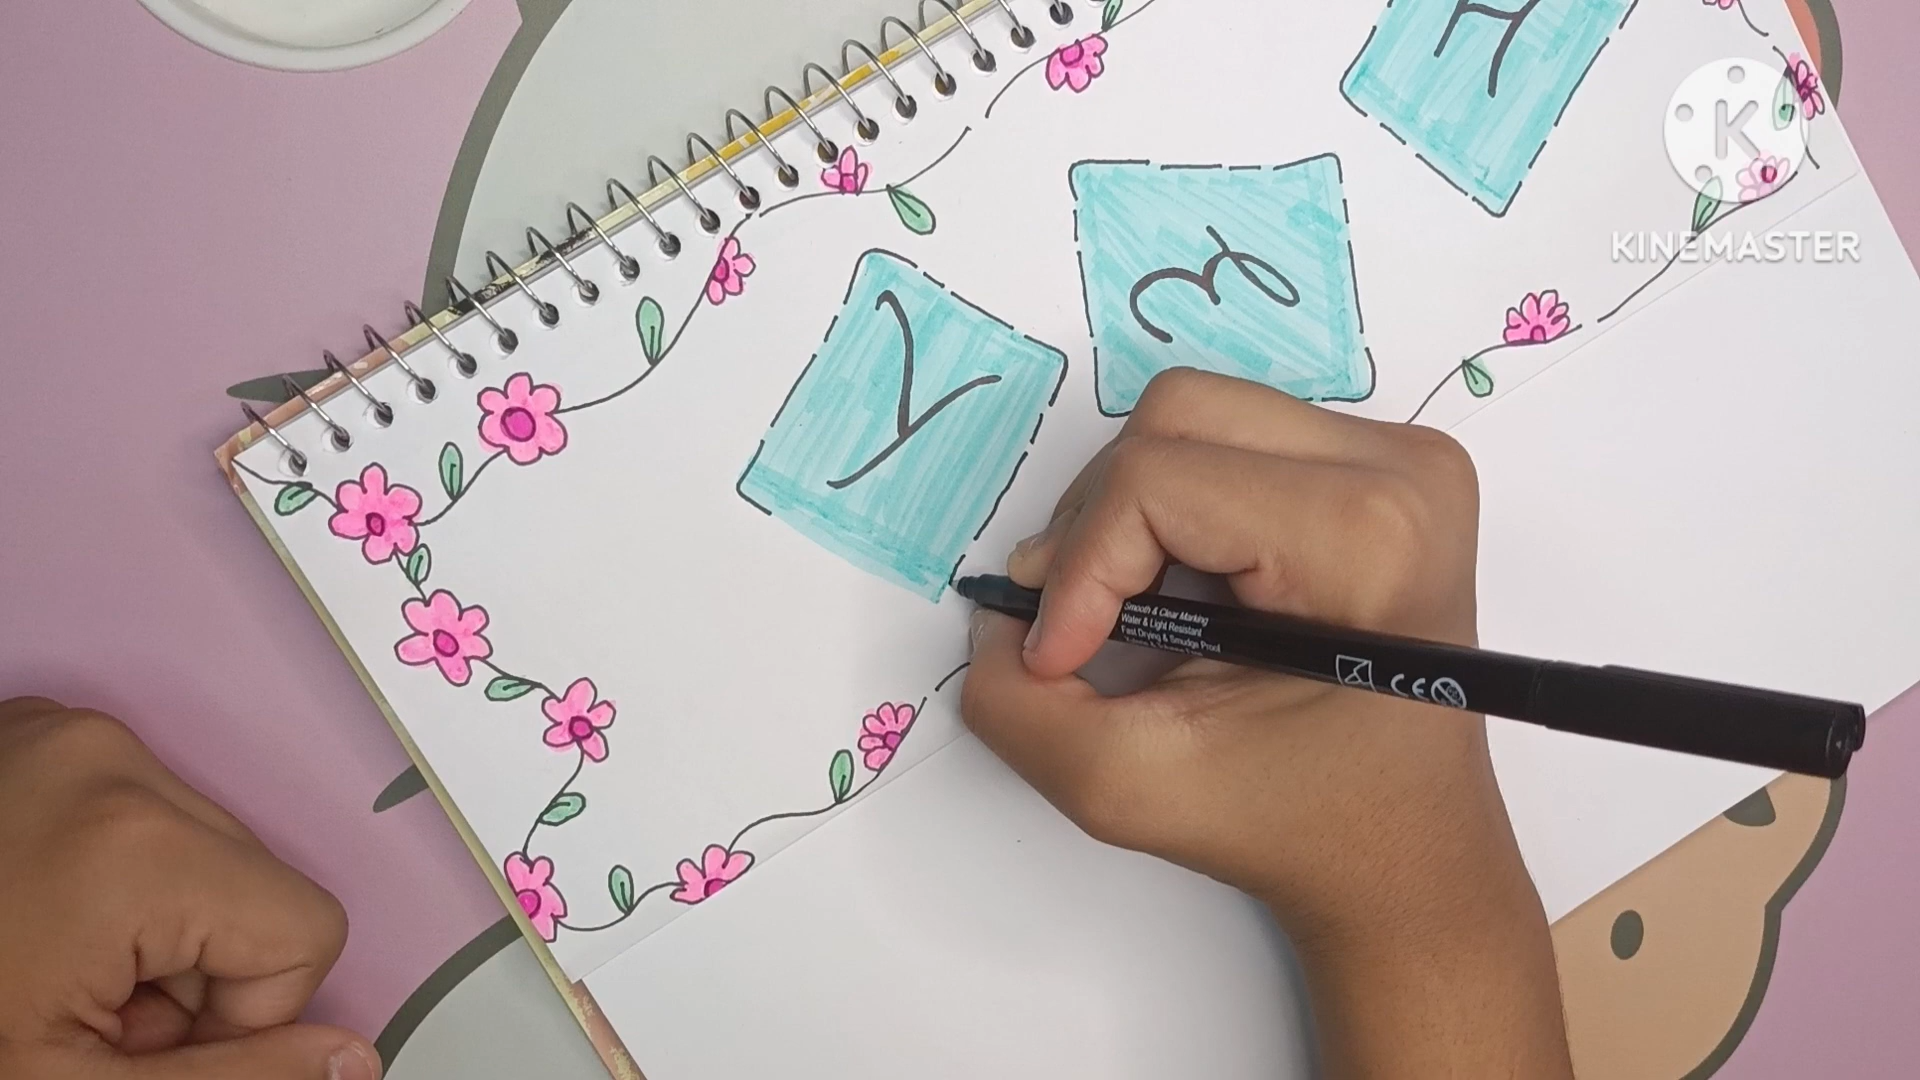 H
Y
K
KINEMASTER
Smooth & Clear Marking
Water & Light Resistant
Fast Drying & Smudge Proof
CE